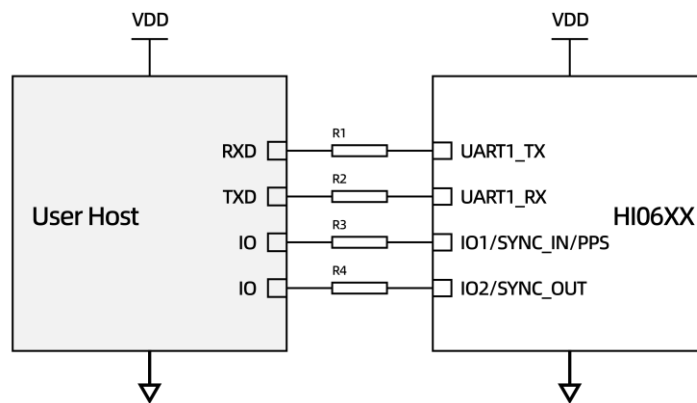 VDD VDD
R1
RXD UART1_TX
R2
TXD UART1_RX
User Host HI06XX
R3
IO IO1/SYNC_IN/PPS
R4
IO IO2/SYNC_OUT